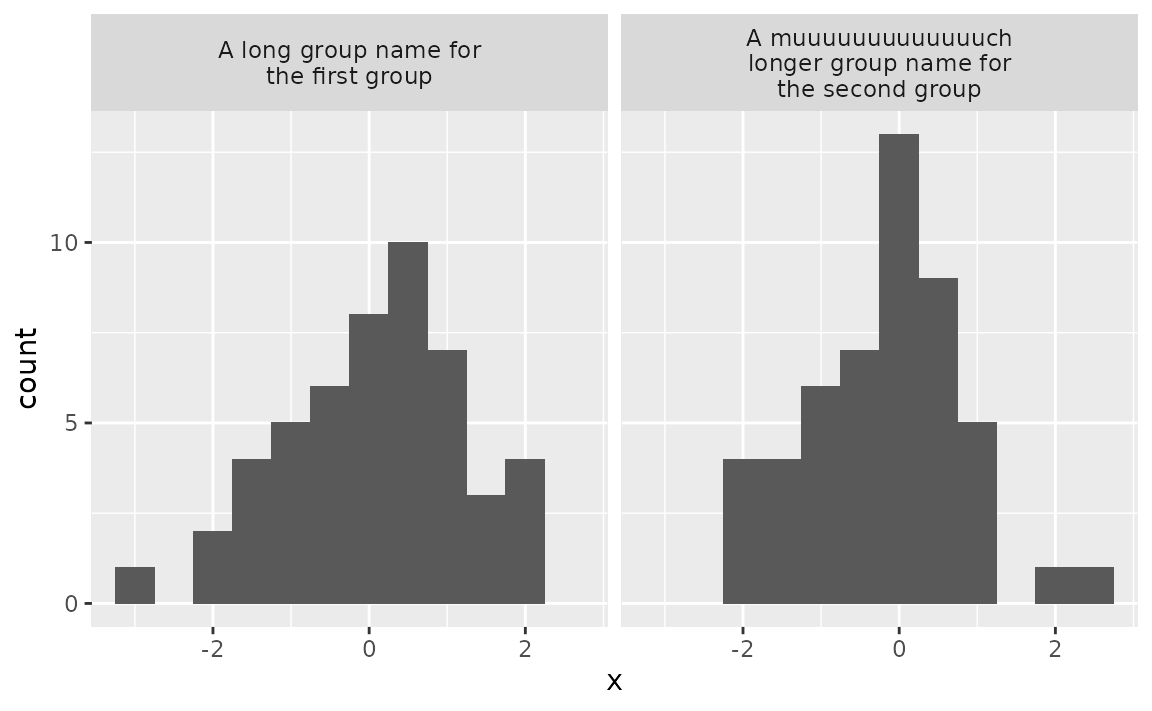 A long group name for
the first group
A muuuuuuuuuuuuuch
longer group name for
the second group
10
5
0
count
-2
0
2
-2
0
2
x